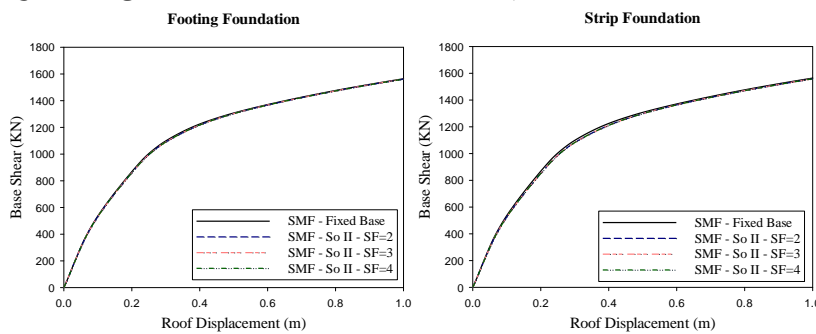 Footing Foundation
Base Shear (KN)
1800
1600
1400
1200
1000
800
600
400
200
0
SMF - Fixed Base
SMF - So II - SF=2
SMF - So II - SF=3
SMF - So II - SF=4
0.0 0.2 0.4 0.6 0.8 1.0
Roof Displacement (m)
Strip Foundation
Base Shear (KN)
1800
1600
1400
1200
1000
800
600
400
200
0
SMF - Fixed Base
SMF - So II - SF=2
SMF - So II - SF=3
SMF - So II - SF=4
0.0 0.2 0.4 0.6 0.8 1.0
Roof Displacement (m)